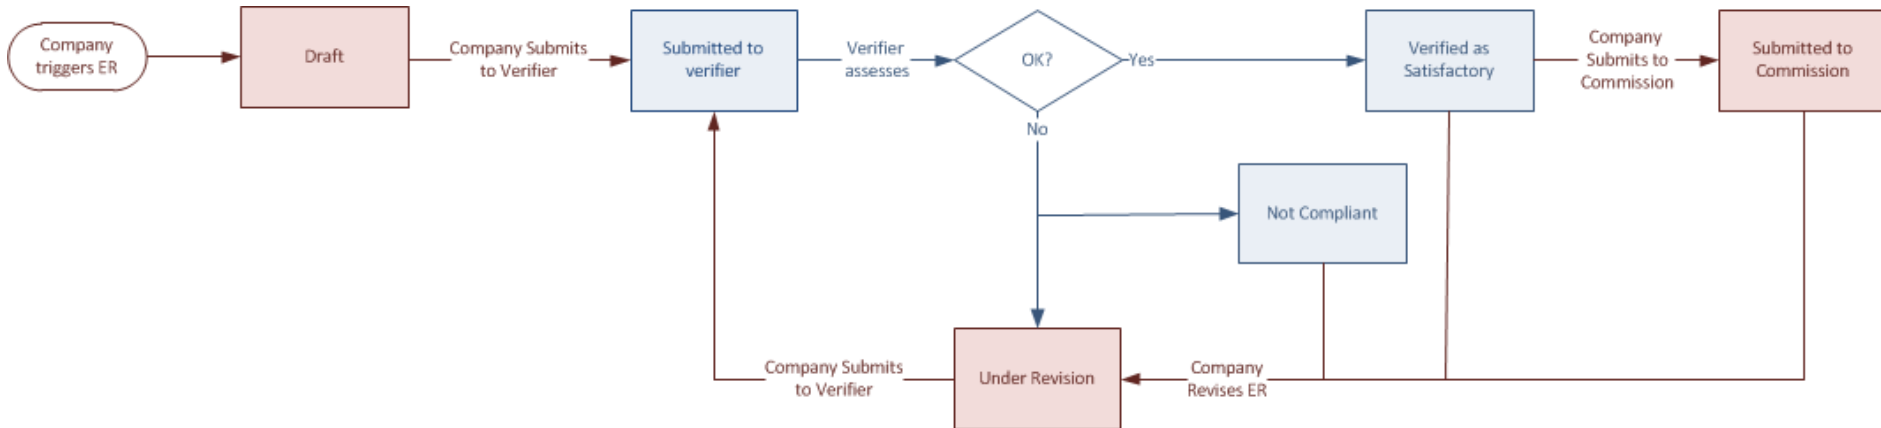 Company
triggers ER
Draft
Company Submits
to Verifier
Submitted to
verifier
Verifier
assesses
OK?
Yes
Verified as
Satisfactory
Company
Submits to
Commission
Submitted to
Commission
No
Not Compliant
Company Submits
to Verifier
Under Revision
Company
Revises ER